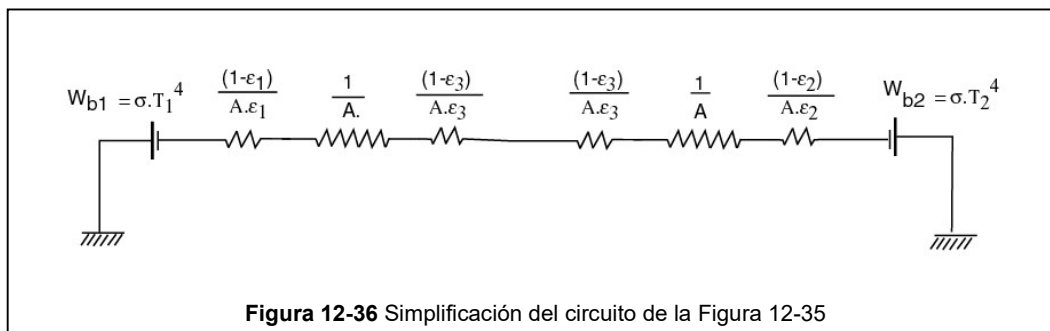 W_b1 = σ.T_1^4 (1-ε_1) 1 (1-ε_3) (1-ε_3) 1 (1-ε_2) W_b2 = σ.T_2^4
A.ε_1 A. A.ε_3 A.ε_3 A A.ε_2
Figura 12-36 Simplificación del circuito de la Figura 12-35